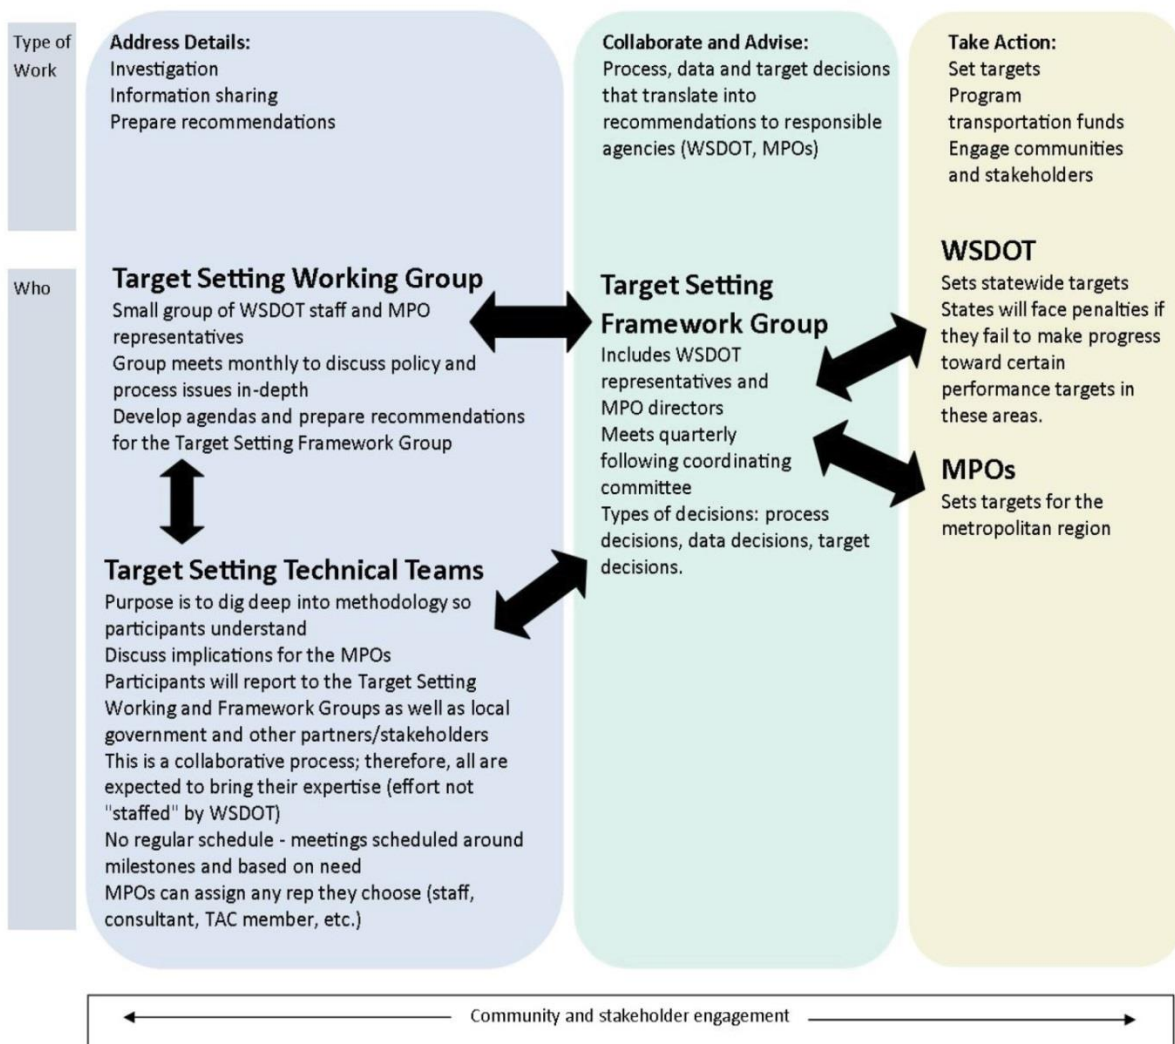 Type of
Work
Address Details:
Investigation
Information sharing
Prepare recommendations
Collaborate and Advise:
Process, data and target decisions
that translate into
recommendations to responsible
agencies (WSDOT, MPOs)
Take Action:
Set targets
Program
transportation funds
Engage communities
and stakeholders
Who
Target Setting Working Group
Small group of WSDOT staff and MPO
representatives
Group meets monthly to discuss policy and
process issues in-depth
Develop agendas and prepare recommendations
for the Target Setting Framework Group
Target Setting Technical Teams
Purpose is to dig deep into methodology so
participants understand
Discuss implications for the MPOs
Participants will report to the Target Setting
Working and Framework Groups as well as local
government and other partners/stakeholders
This is a collaborative process; therefore, all are
expected to bring their expertise (effort not
"staffed" by WSDOT)
No regular schedule - meetings scheduled around
milestones and based on need
MPOs can assign any rep they choose (staff,
consultant, TAC member, etc.)
Target Setting
Framework Group
Includes WSDOT
representatives and
MPO directors
Meets quarterly
following coordinating
committee
Types of decisions: process
decisions, data decisions, target
decisions.
WSDOT
Sets statewide targets
States will face penalties if
they fail to make progress
toward certain
performance targets in
these areas.
MPOs
Sets targets for the
metropolitan region
Community and stakeholder engagement